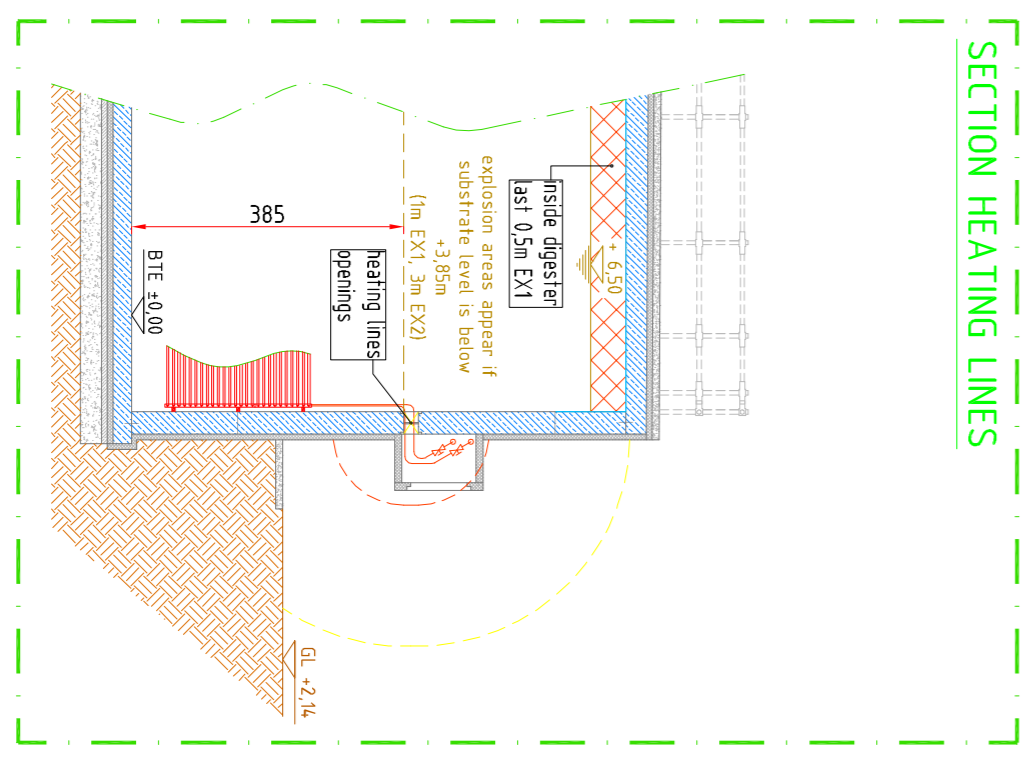 SECTION HEATING LINES
+ 6,50
inside digester
last 0,5m EX1
explosion areas appear if
substrate level is below
+3,85m
(1m EX1, 3m EX2)
heating lines
openings
385
BTE ±0,00
GL +2,14